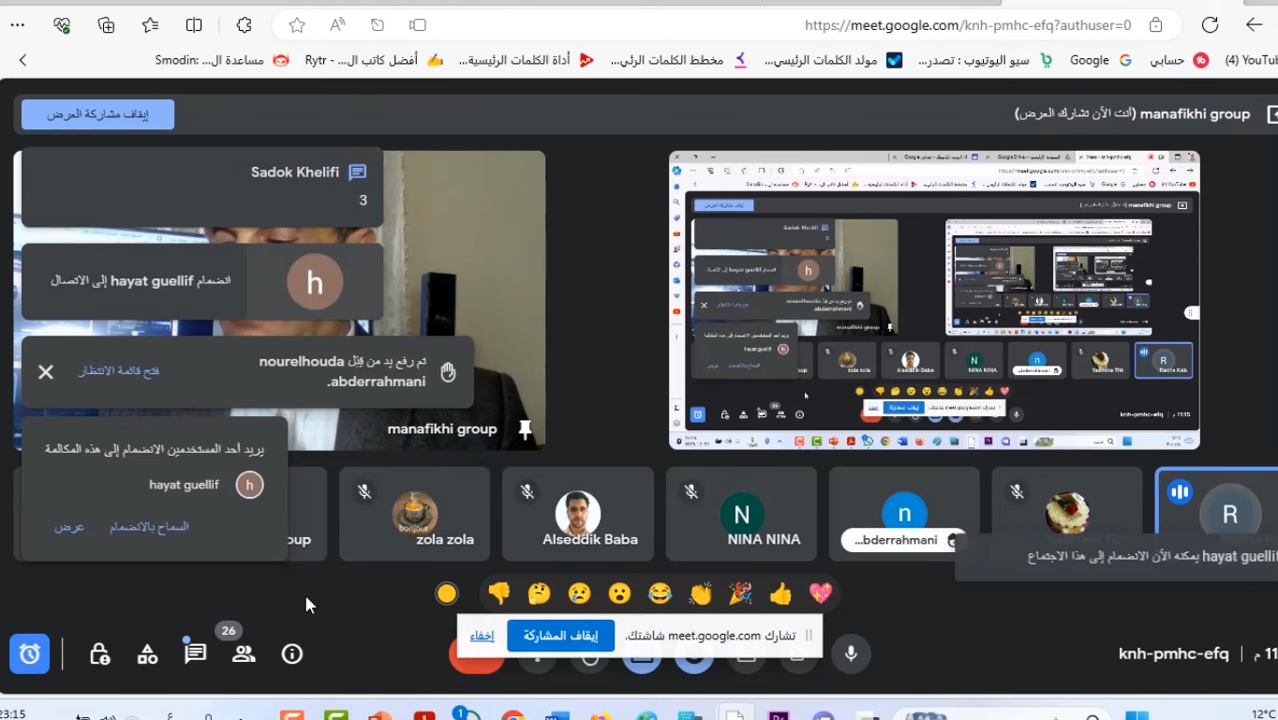 https://meet.google.com/knh-pmhc-efq?authuser=0
(4) YouTub
حسابي
Google
سيو اليوتيوب : تصدر...
مولد الكلمات الرئيسي...
مخطط الكلمات الرئي...
أداة الكلمات الرئيسية...
أفضل كاتب ال... - Rytr
مساعدة ال... :Smodin
manafikhi group (أنت الآن تشارك العرض)
إيقاف مشاركة العرض
Sadok Khelifi
3
انضمام hayat guellif إلى الاتصال
h
تم رفع يد من قِبَل nourelhouda
abderrahmani.
فتح قائمة الانتظار
manafikhi group
يريد أحد المستخدمين الانضمام إلى هذه المكالمة
hayat guellif
h
السماح بالانضمام
عرض
oup
bonjour
zola zola
Alseddik Baba
N
NINA NINA
n
...bderrahmani
R
hayat guellif يمكنه الآن الانضمام إلى هذا الاجتماع
26
تشارك meet.google.com شاشتك.
إيقاف المشاركة
إخفاء
knh-pmhc-efq
11
م
23:15
12°C